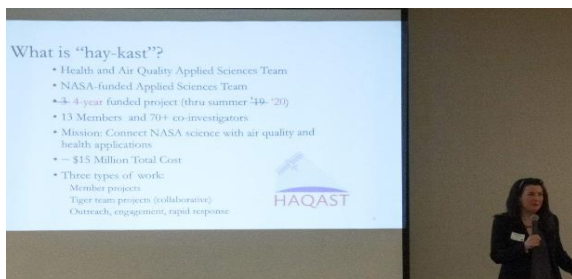 What is "hay-kast"?
• Health and Air Quality Applied Sciences Team
• NASA-funded Applied Sciences Team
• 3- 4-year funded project (thru summer '19- '20)
• 13 Members and 70+ co-investigators
• Mission: Connect NASA science with air quality and
health applications
• ~ $15 Million Total Cost
• Three types of work:
Member projects
Tiger team projects (collaborative)
Outreach, engagement, rapid response
HAQAST